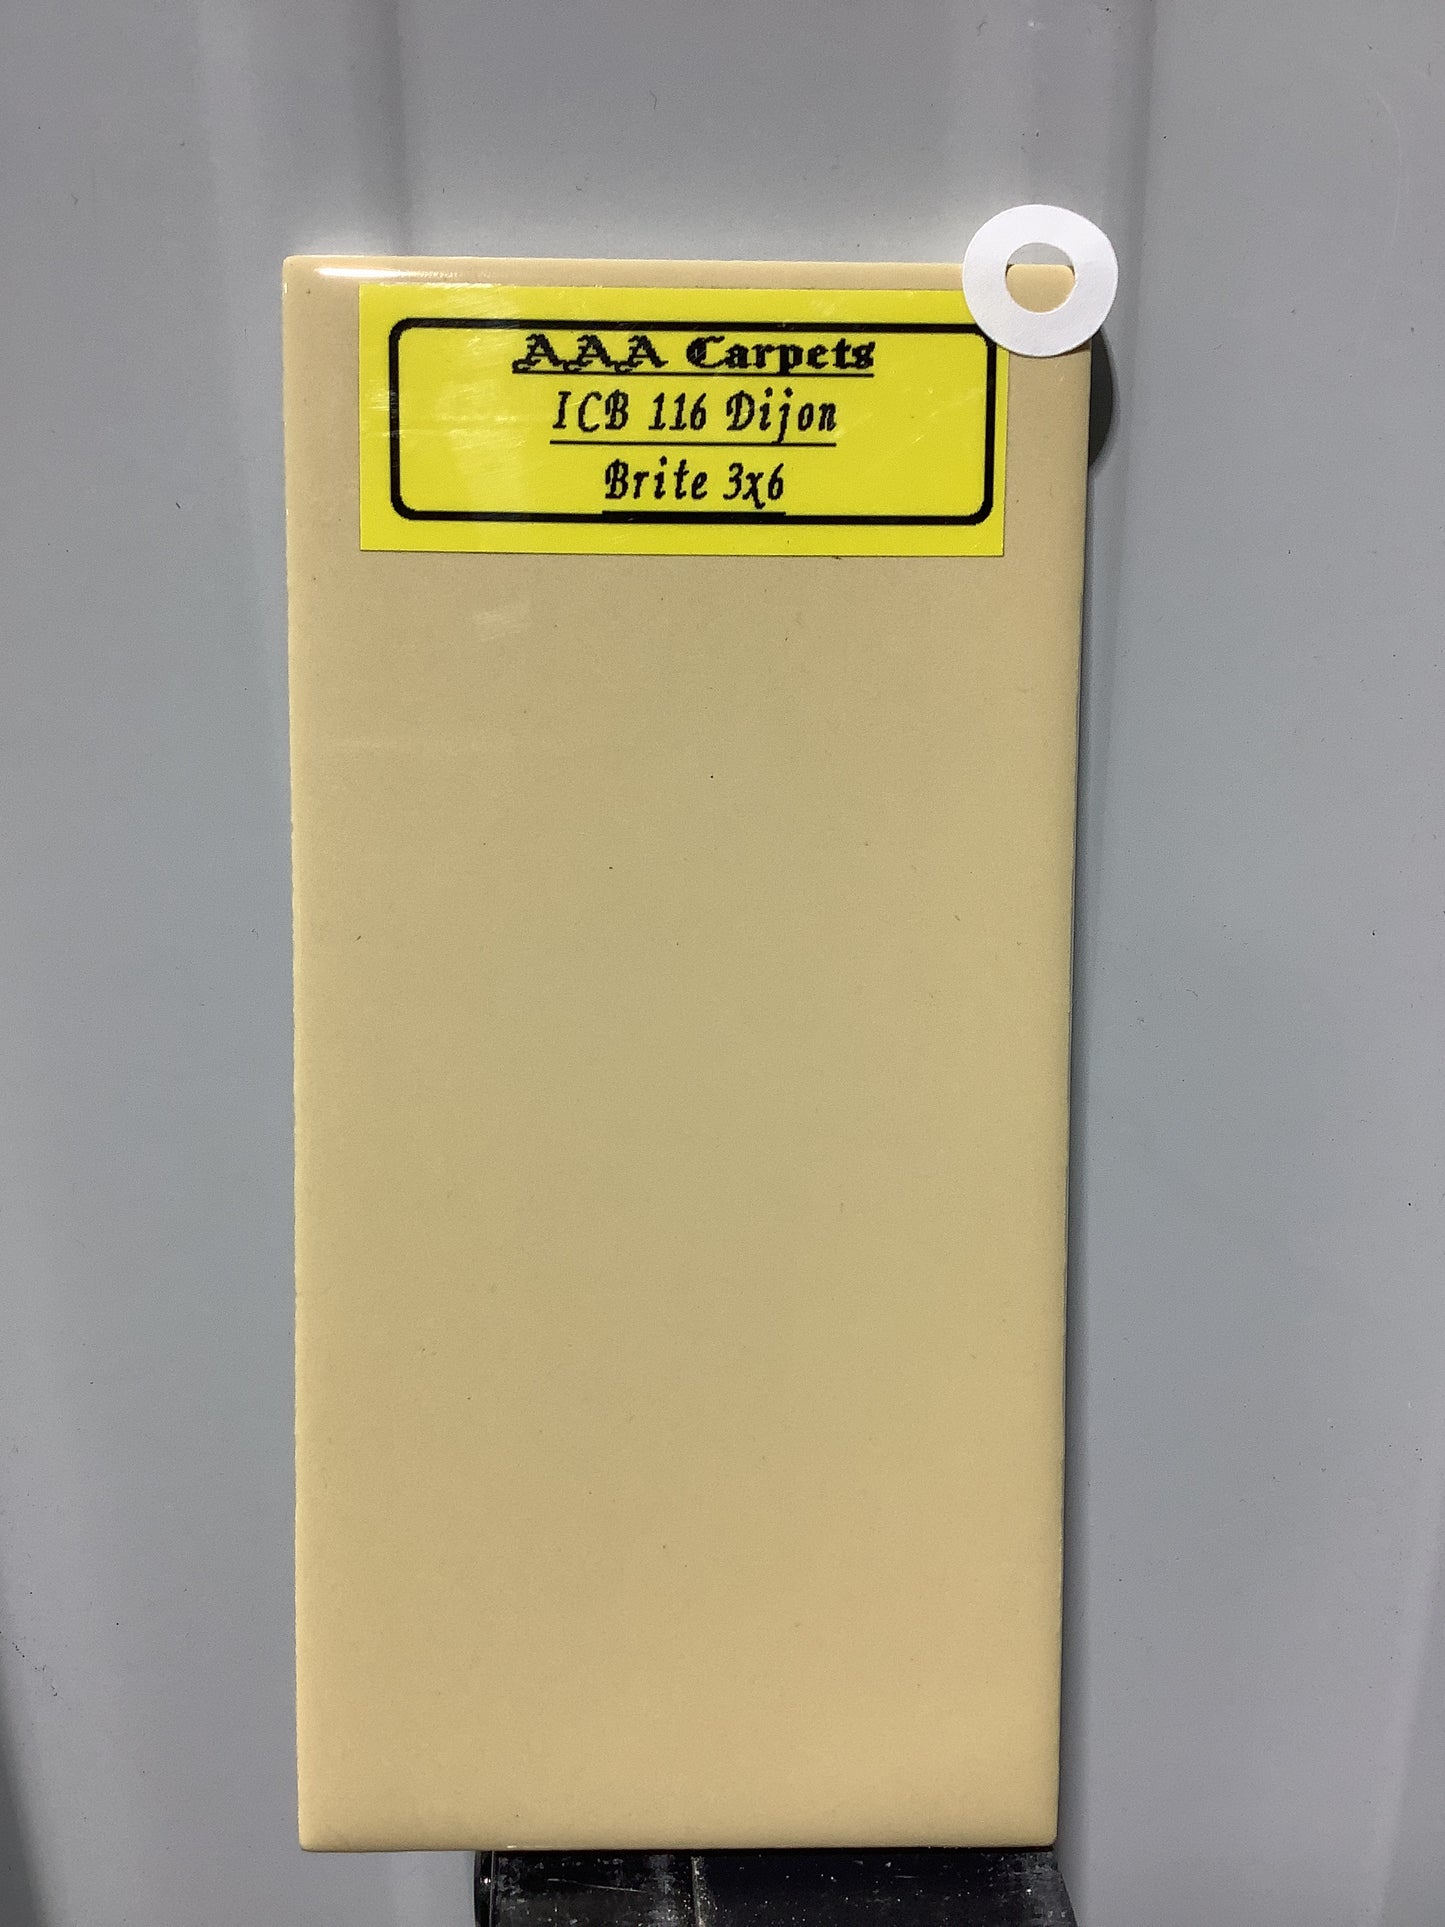 AAA Carpets
ICB 116 Dijon
Brite 3x6